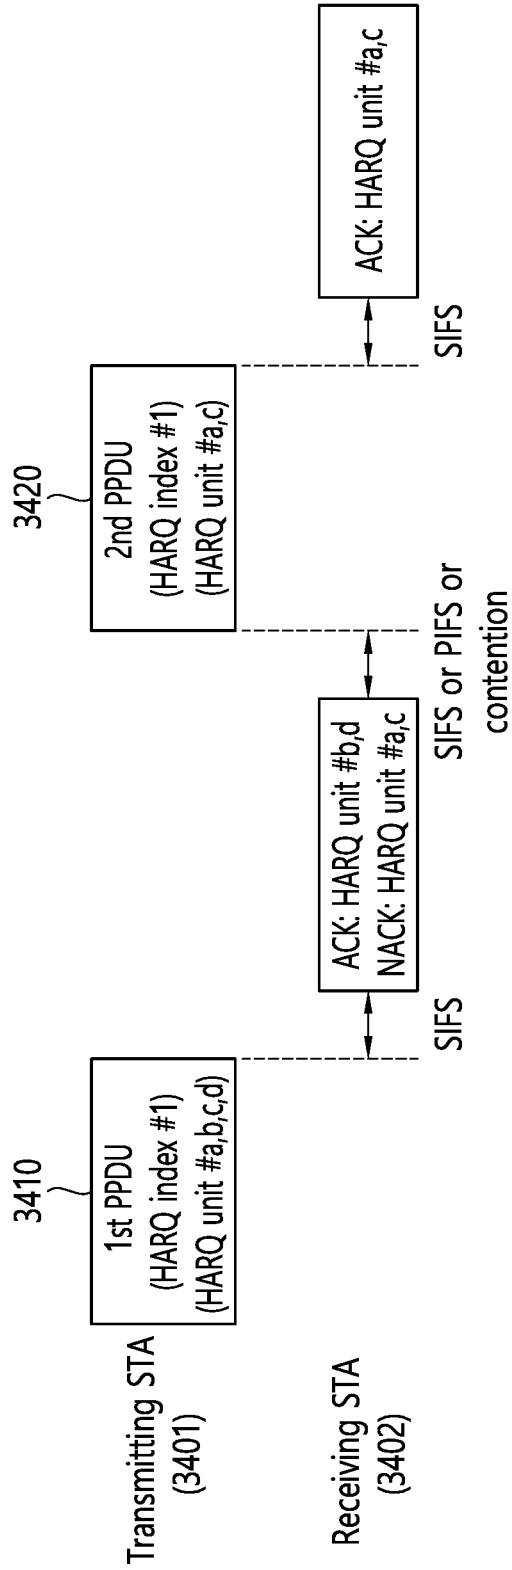 3410
3420
Transmitting STA
(3401)
1st PPDU
(HARQ index #1)
(HARQ unit #a,b,c,d)
2nd PPDU
(HARQ index #1)
(HARQ unit #a,c)
Receiving STA
(3402)
ACK: HARQ unit #b,d
NACK: HARQ unit #a,c
ACK: HARQ unit #a,c
SIFS
SIFS or PIFS or
contention
SIFS